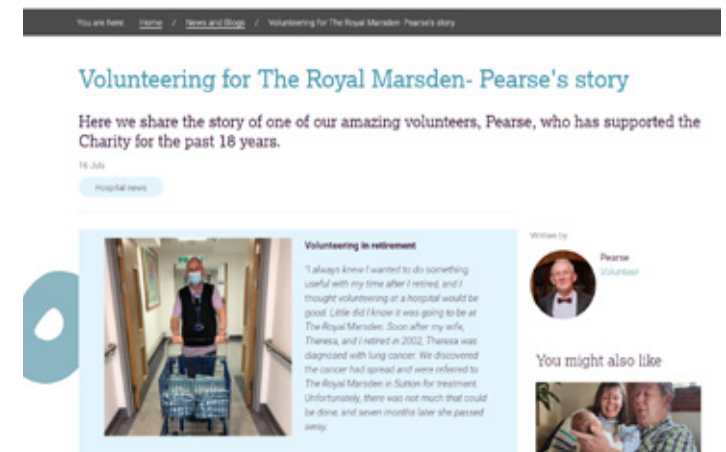 You are here Home / News and Blogs / Volunteering for The Royal Marsden- Pearse's story
Volunteering for The Royal Marsden- Pearse's story
Here we share the story of one of our amazing volunteers, Pearse, who has supported the
Charity for the past 18 years.
16 July
Hospital news
Volunteering in retirement
"I always knew I wanted to do something
useful with my time after I retired, and I
thought volunteering at a hospital would be
good. Little did I know it was going to be at
The Royal Marsden. Soon after my wife,
Theresa, and I retired in 2002, Theresa was
diagnosed with lung cancer. We discovered
the cancer had spread and were referred to
The Royal Marsden in Sutton for treatment.
Unfortunately, there was not much that could
be done, and seven months later she passed
away.
Written by
Pearse
Volunteer
You might also like